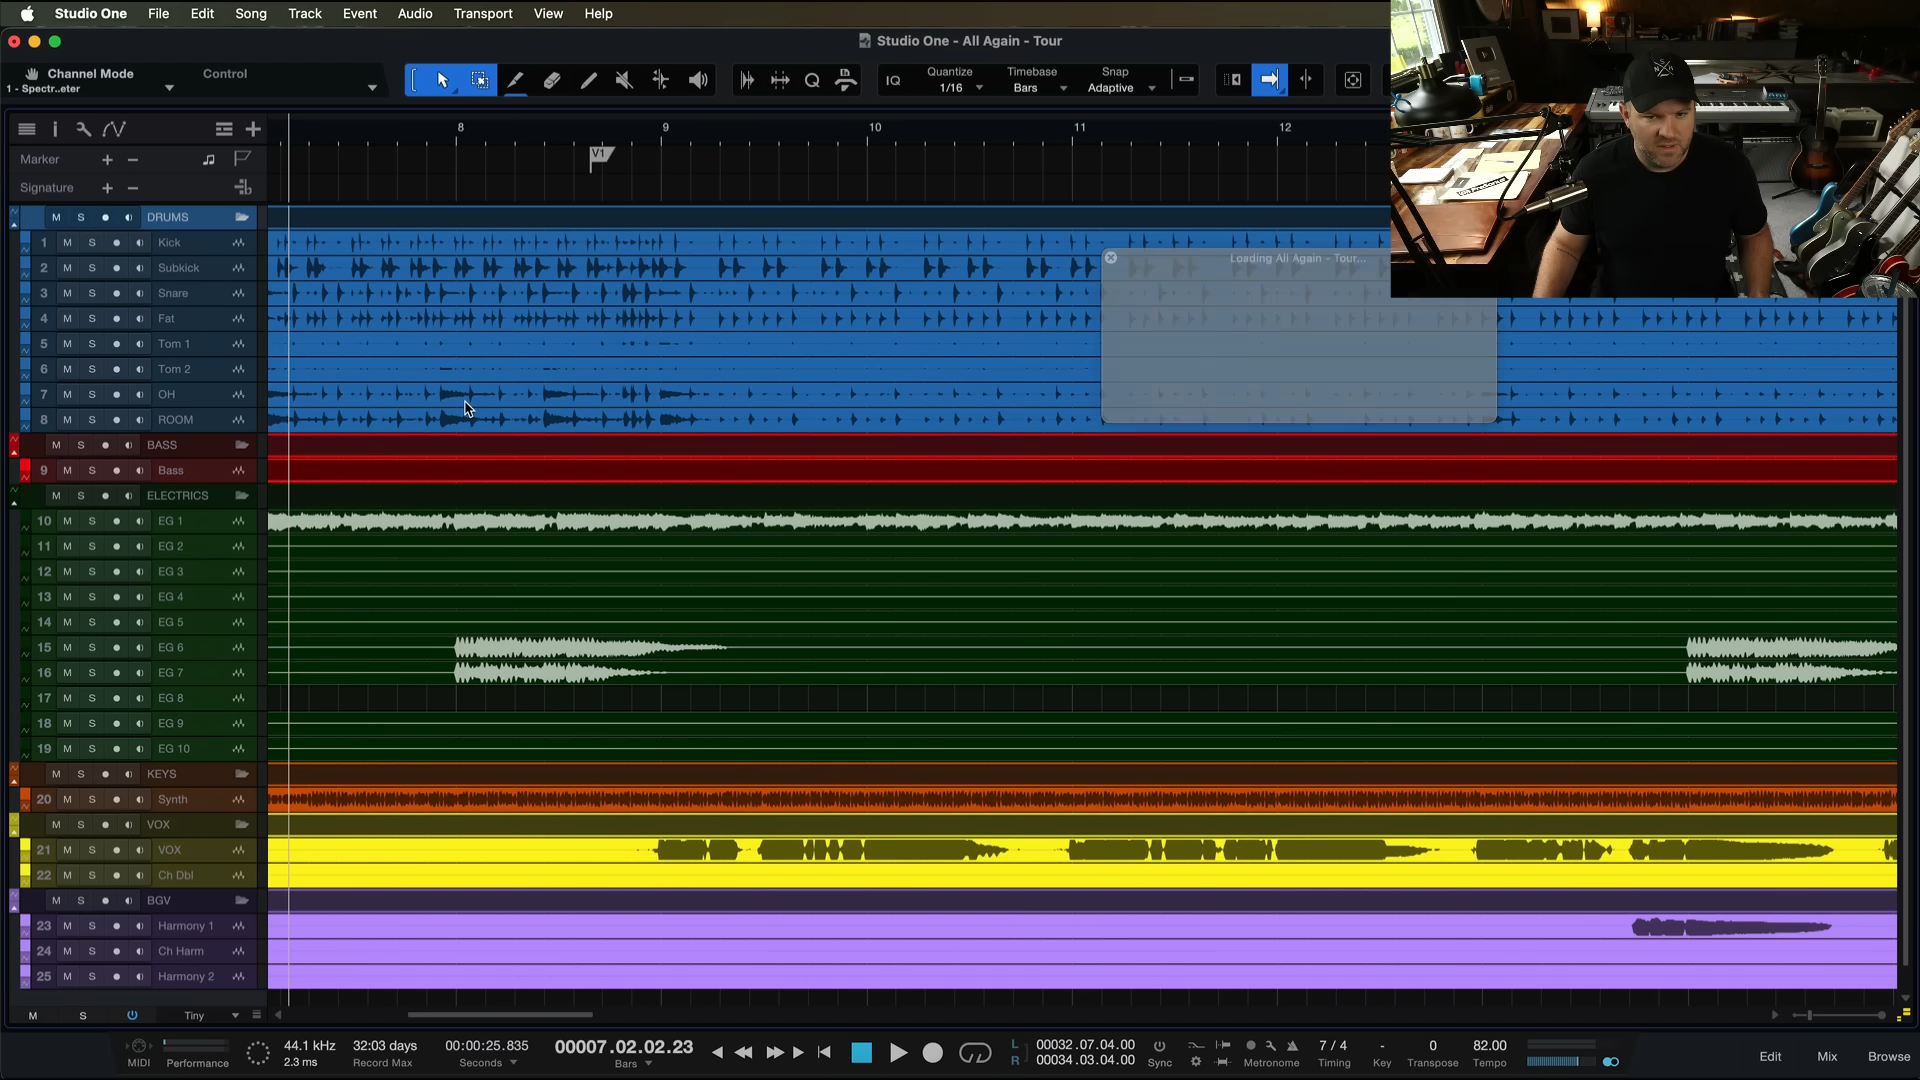 Studio One File Edit Song Track Event Audio Transport View Help
Studio One - All Again - Tour
Channel Mode
Control
1 - Spectr..eter
IQ
Quantize
1/16
Timebase
Bars
Snap
Adaptive
8 9 10 11 12
Marker
V1
Signature
Loading All Again - Tour...
M S DRUMS
1 M S Kick
2 M S Subkick
3 M S Snare
4 M S Fat
5 M S Tom 1
6 M S Tom 2
7 M S OH
8 M S ROOM
M S BASS
9 M S Bass
M S ELECTRICS
10 M S EG 1
11 M S EG 2
12 M S EG 3
13 M S EG 4
14 M S EG 5
15 M S EG 6
16 M S EG 7
17 M S EG 8
18 M S EG 9
19 M S EG 10
M S KEYS
20 M S Synth
M S VOX
21 M S VOX
22 M S Ch Dbl
M S BGV
23 M S Harmony 1
24 M S Ch Harm
25 M S Harmony 2
M S Tiny
MIDI
Performance
44.1 kHz
2.3 ms
32:03 days
Record Max
00:00:25.835
Seconds
00007.02.02.23
Bars
L 00032.07.04.00
R 00034.03.04.00
Sync
Metronome
7 / 4
Timing
-
Key
0
Transpose
82.00
Tempo
Edit Mix Browse